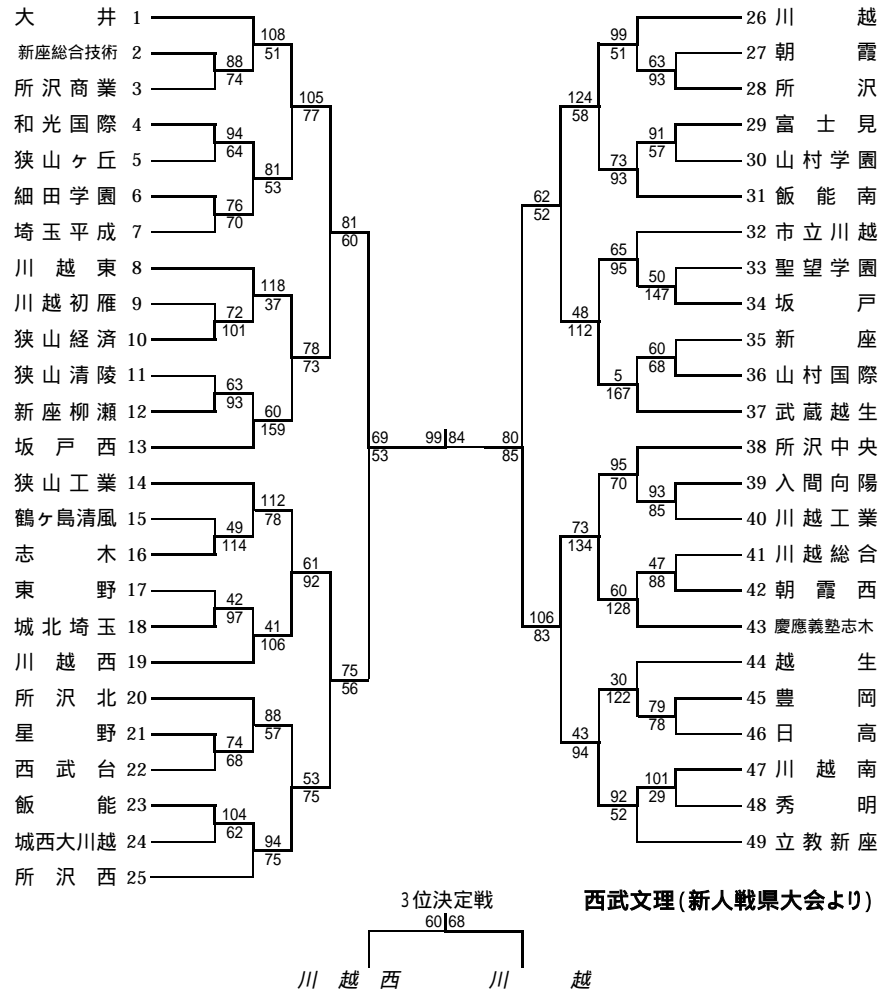 大井 1
新座総合技術 2
所沢商業 3
和光国際 4
狭山ヶ丘 5
細田学園 6
埼玉平成 7
川越東 8
川越初雁 9
狭山経済 10
狭山清陵 11
新座柳瀬 12
坂戸西 13
狭山工業 14
鶴ヶ島清風 15
志木 16
東野 17
城北埼玉 18
川越西 19
所沢北 20
星野 21
西武台 22
飯能 23
城西大川越 24
所沢西 25
88
74
94
64
76
70
72
101
63
93
49
114
42
97
74
68
104
62
108
51
81
53
118
37
60
159
112
78
41
106
88
57
94
75
105
77
78
73
61
92
53
75
81
60
75
56
69
53
99 84
80
85
62
52
106
83
124
58
48
112
73
134
43
94
99
51
73
93
65
95
5
167
95
70
60
128
30
122
92
52
63
93
91
57
50
147
60
68
93
85
47
88
79
78
101
29
26 川越
27 朝霞
28 所沢
29 富士見
30 山村学園
31 飯能南
32 市立川越
33 聖望学園
34 坂戸
35 新座
36 山村国際
37 武蔵越生
38 所沢中央
39 入間向陽
40 川越工業
41 川越総合
42 朝霞西
43 慶應義塾志木
44 越生
45 豊岡
46 日高
47 川越南
48 秀明
49 立教新座
西武文理(新人戦県大会より)
3位決定戦
60 68
川越西 川越